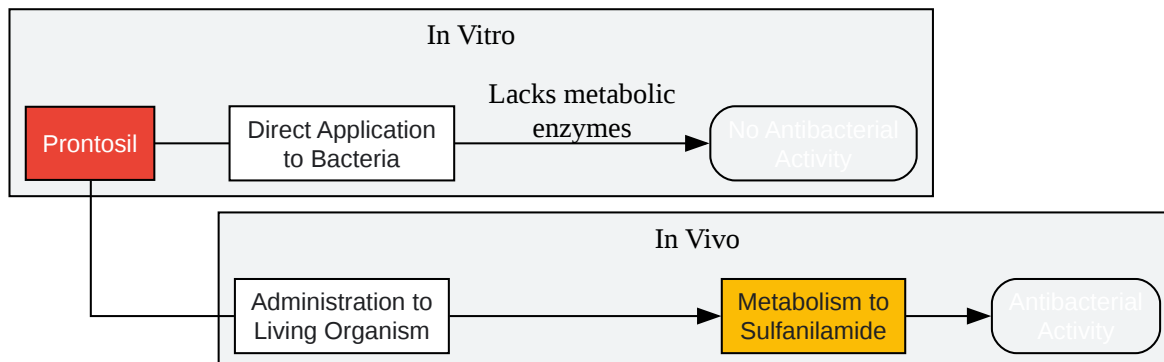 In Vitro
Prontosil
Direct Application
to Bacteria
Lacks metabolic
enzymes
No Antibacterial
Activity
In Vivo
Administration to
Living Organism
Metabolism to
Sulfanilamide
Antibacterial
Activity